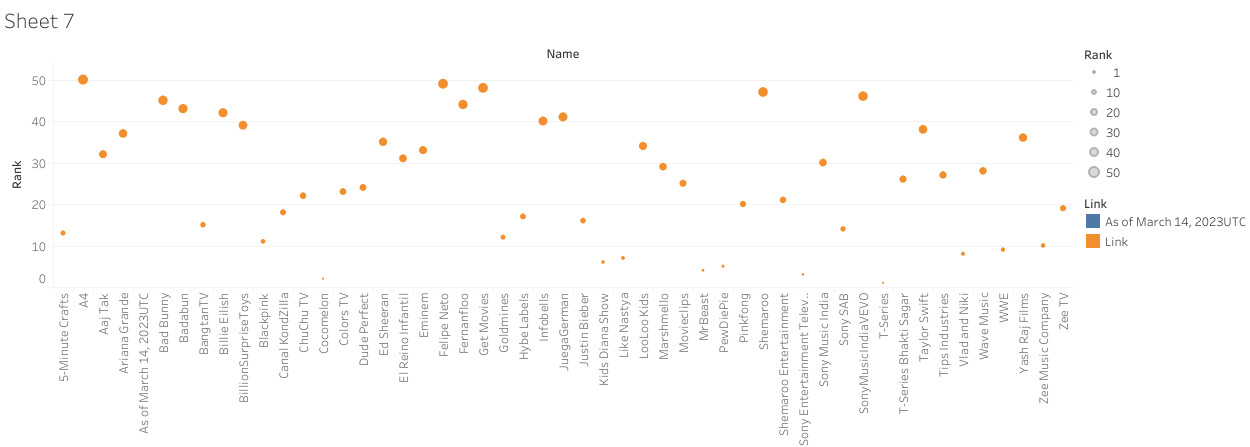 Sheet 7
Name
Rank
50
40
30
20
10
0
5-Minute Crafts
A4
Aaj Tak
Ariana Grande
As of March 14, 2023UTC
Bad Bunny
Badabun
BangtanTV
Billie Eilish
BillionSurpriseToys
Blackpink
Canal KondZilla
ChuChu TV
Cocomelon
Colors TV
Dude Perfect
Ed Sheeran
El Reino Infantil
Eminem
Felipe Neto
Fernanfloo
Get Movies
Goldmines
Hybe Labels
Infobells
JuegaGerman
Justin Bieber
Kids Diana Show
Like Nastya
LooLoo Kids
Marshmello
Movieclips
MrBeast
PewDiePie
Pinkfong
Shemaroo
Shemaroo Entertainment
Sony Entertainment Telev..
Sony Music India
Sony SAB
SonyMusicIndiaVEVO
T-Series
T-Series Bhakti Sagar
Taylor Swift
Tips Industries
Vlad and Niki
Wave Music
WWE
Yash Raj Films
Zee Music Company
Zee TV
Rank
1
10
20
30
40
50
Link
As of March 14, 2023UTC
Link